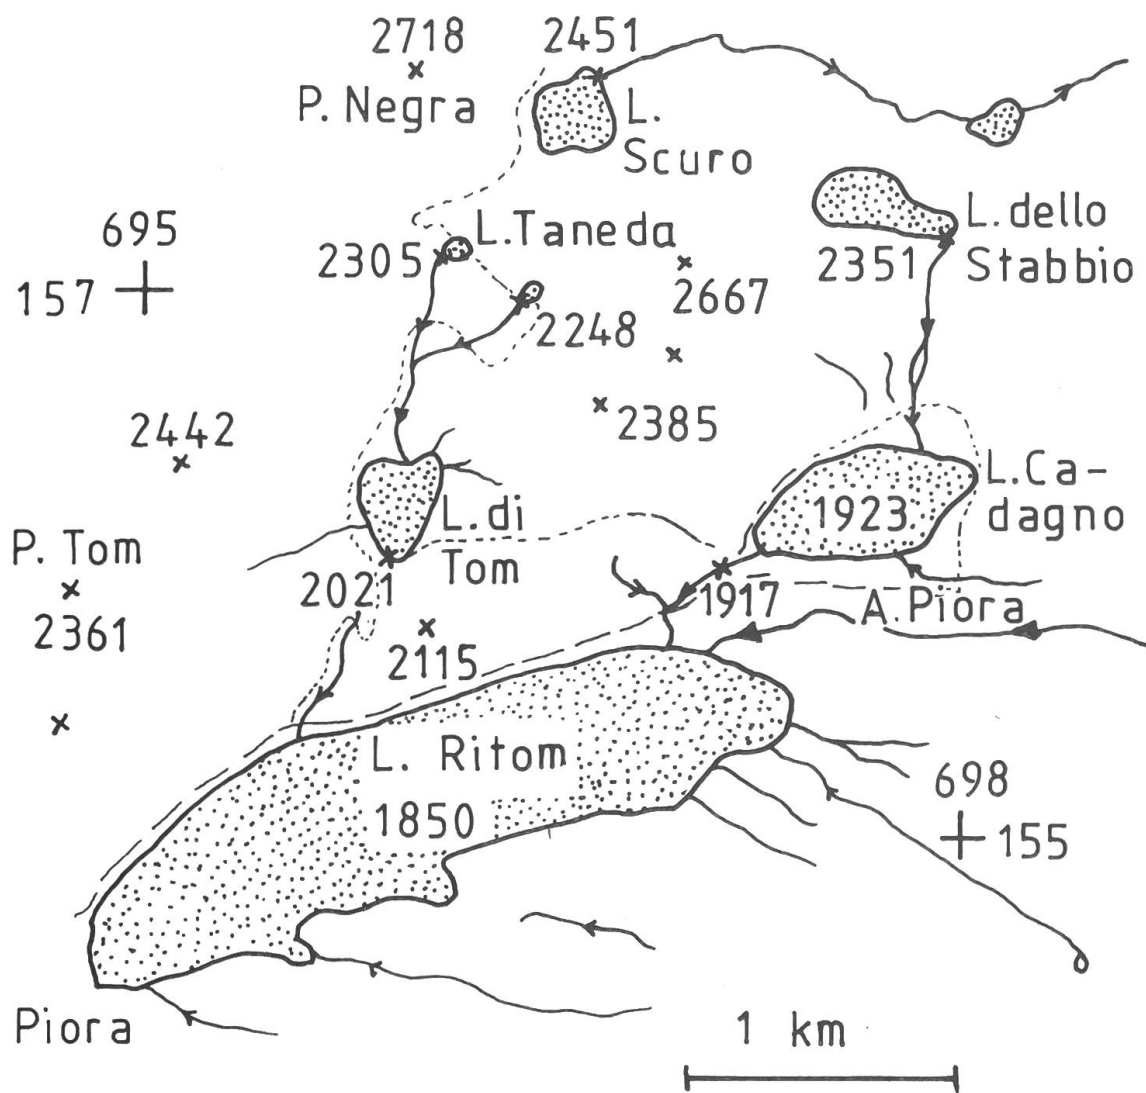 2718
2451
P. Negra
L.
Scuro
695
157
L. Taneda
2305
2667
2248
L. dello
Stabbio
2351
2442
2385
L. Ca-
dagno
1923
P. Tom
2361
L. di
Tom
2021
1917
A. Piora
2115
L. Ritom
1850
698
155
Piora
1 km